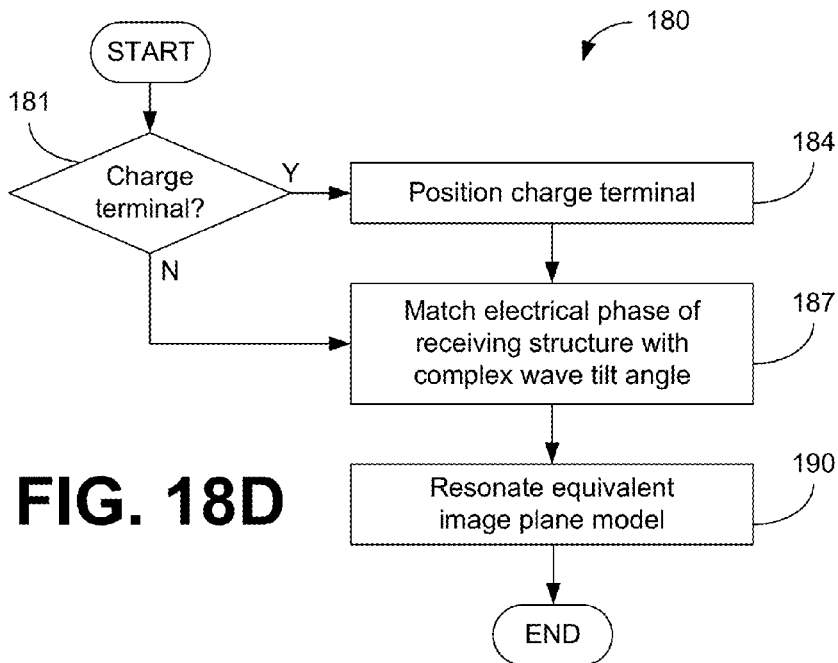 START
180
181
Charge
terminal?
Y
N
184
Position charge terminal
187
Match electrical phase of
receiving structure with
complex wave tilt angle
190
Resonate equivalent
image plane model
END
FIG. 18D